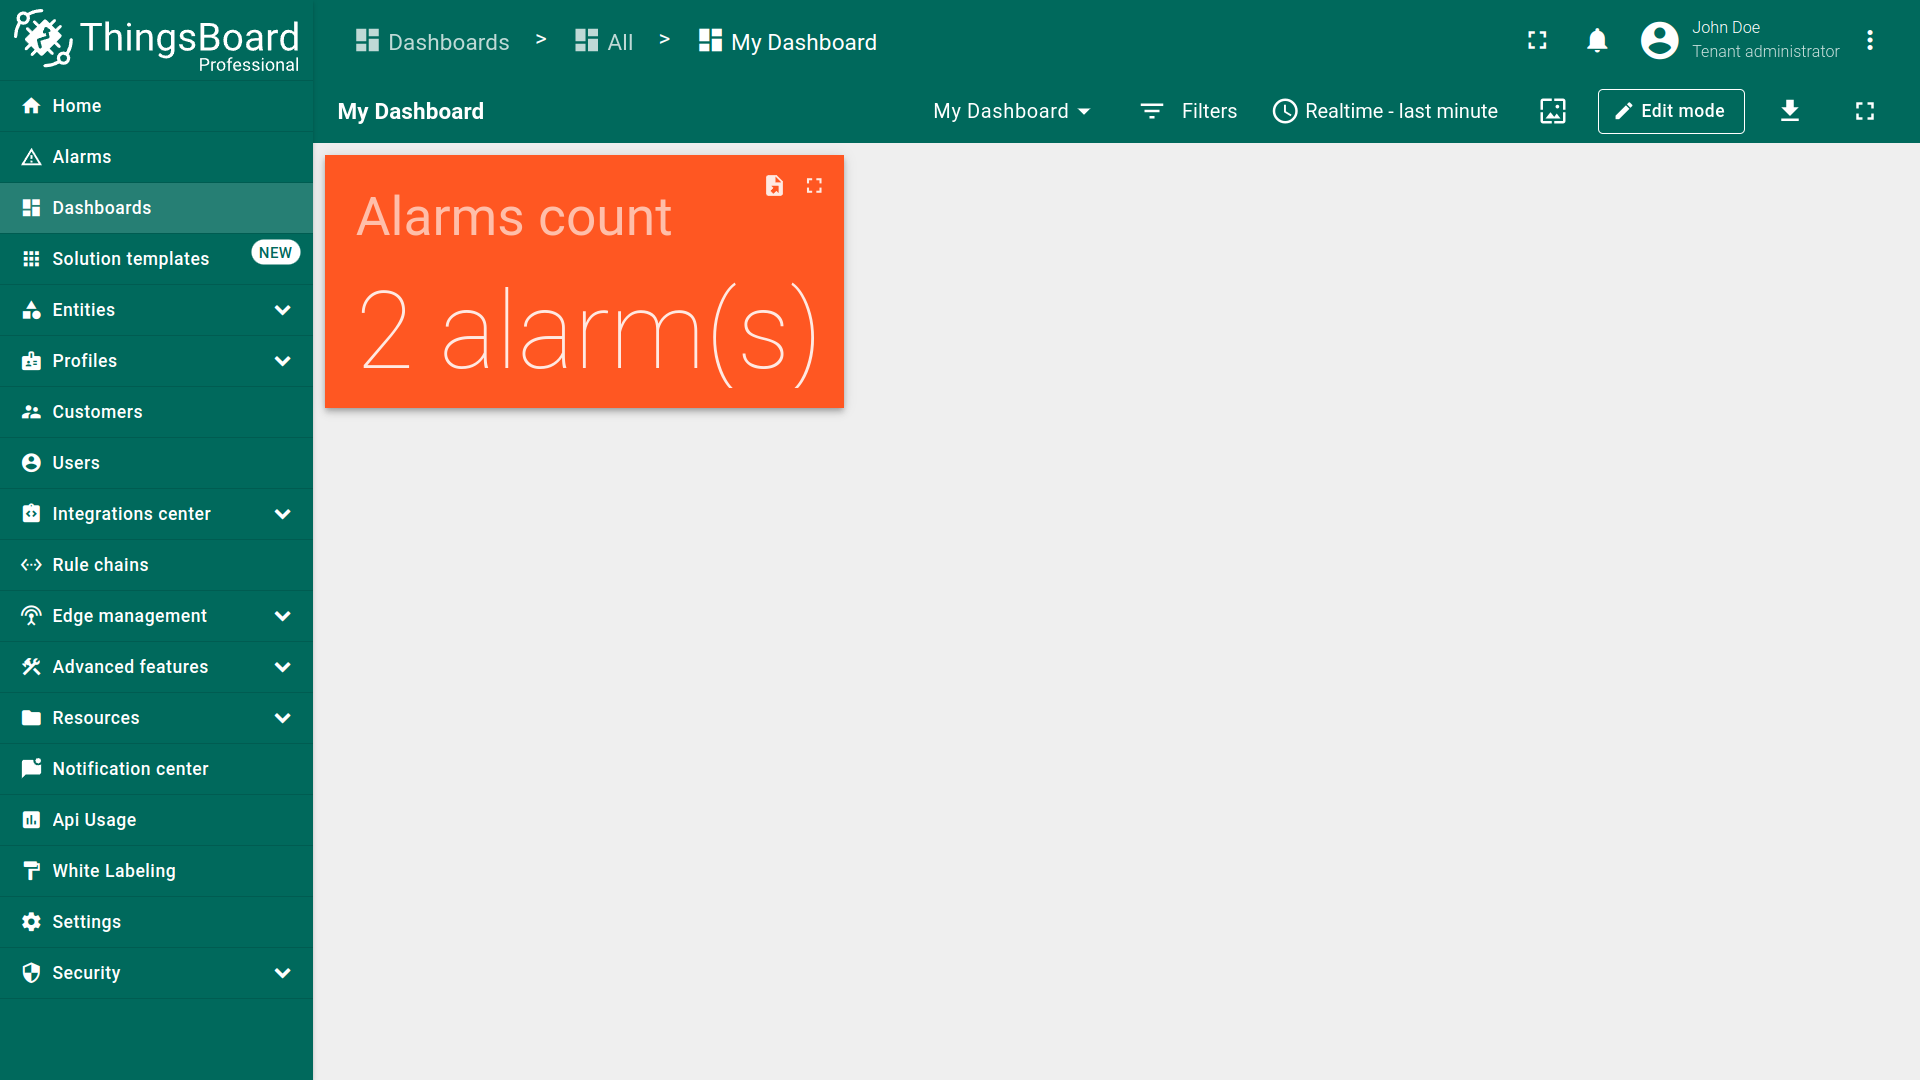 ThingsBoard
Professional
Dashboards > All > My Dashboard
John Doe
Tenant administrator
My Dashboard
My Dashboard
Filters
Realtime - last minute
Edit mode
Home
Alarms
Dashboards
Solution templates
NEW
Entities
Profiles
Customers
Users
Integrations center
Rule chains
Edge management
Advanced features
Resources
Notification center
Api Usage
White Labeling
Settings
Security
Alarms count
2 alarm(s)